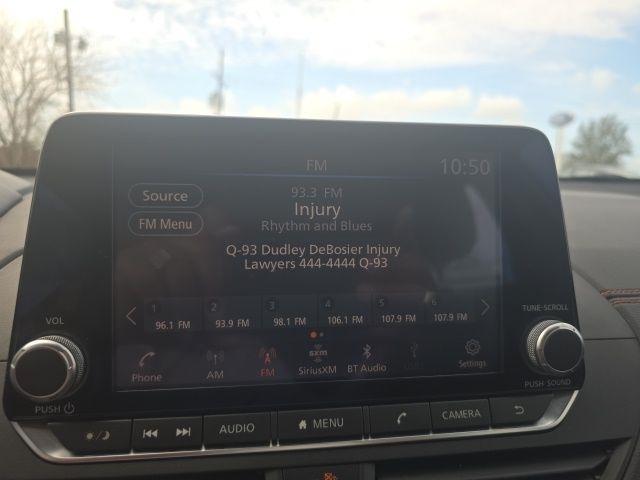 FM
10:50
Source
93.3 FM
Injury
FM Menu
Rhythm and Blues
Q-93 Dudley DeBosier Injury
Lawyers 444-4444 Q-93
1 2 3 4 5 6
96.1 FM 93.9 FM 98.1 FM 106.1 FM 107.9 FM 107.9 FM
VOL
TUNE·SCROLL
sxm
Phone AM FM SiriusXM BT Audio USB Settings
PUSH
PUSH SOUND
AUDIO MENU CAMERA